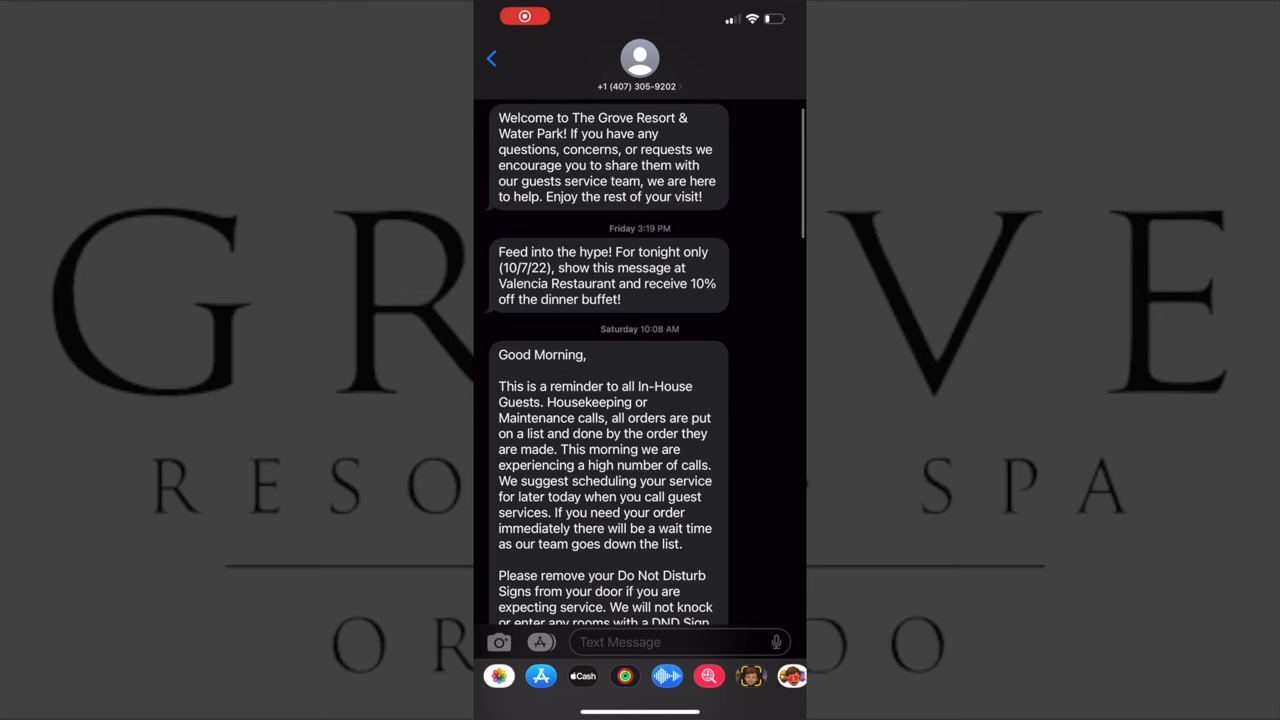 +1 (407) 305-9202
Welcome to The Grove Resort &
Water Park! If you have any
questions, concerns, or requests we
encourage you to share them with
our guests service team, we are here
to help. Enjoy the rest of your visit!
Friday 3:19 PM
Feed into the hype! For tonight only
(10/7/22), show this message at
Valencia Restaurant and receive 10%
off the dinner buffet!
Saturday 10:08 AM
Good Morning,
This is a reminder to all In-House
Guests. Housekeeping or
Maintenance calls, all orders are put
on a list and done by the order they
are made. This morning we are
experiencing a high number of calls.
We suggest scheduling your service
for later today when you call guest
services. If you need your order
immediately there will be a wait time
as our team goes down the list.
Please remove your Do Not Disturb
Signs from your door if you are
expecting service. We will not knock
or enter any rooms with a DND Sign
Text Message
Cash
GR VE
RESO SPA
OR DO